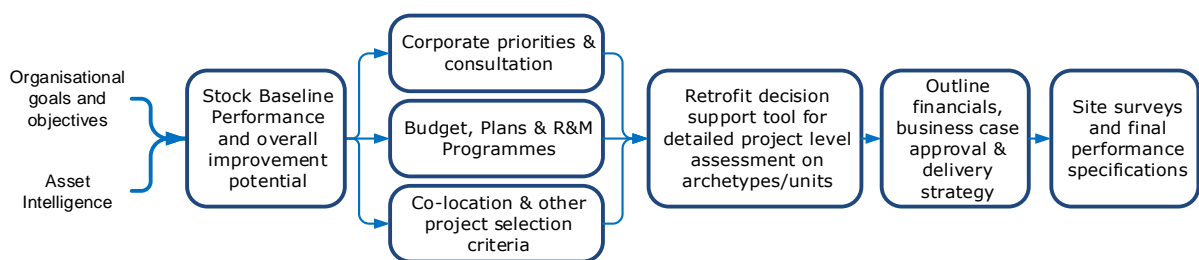 Organisational
goals and
objectives
Asset
Intelligence
Stock Baseline
Performance
and overall
improvement
potential
Corporate priorities &
consultation
Budget, Plans & R&M
Programmes
Co-location & other
project selection
criteria
Retrofit decision
support tool for
detailed project level
assessment on
archetypes/units
Outline
financials,
business case
approval &
delivery
strategy
Site surveys
and final
performance
specifications